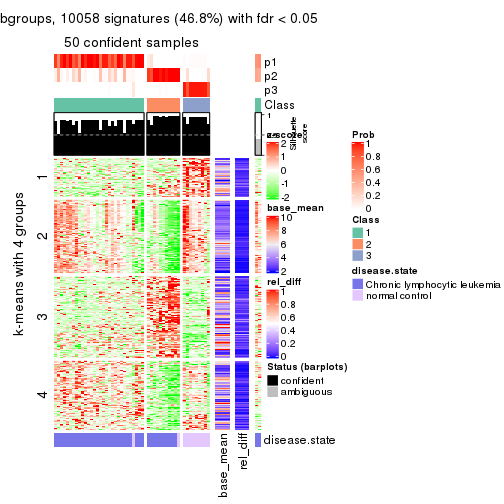 bgroups, 10058 signatures (46.8%) with fdr < 0.05
50 confident samples
p1
p2
p3
Class
1
0
Silhouette
score
k-means with 4 groups
1
2
3
4
disease.state
base_mean
rel_diff
z-score
2
1
0
-1
-2
base_mean
10
8
6
4
2
rel_diff
1
0.8
0.6
0.4
0.2
0
Status (barplots)
confident
ambiguous
Prob
1
0.8
0.6
0.4
0.2
0
Class
1
2
3
disease.state
Chronic lymphocytic leukemia
normal control